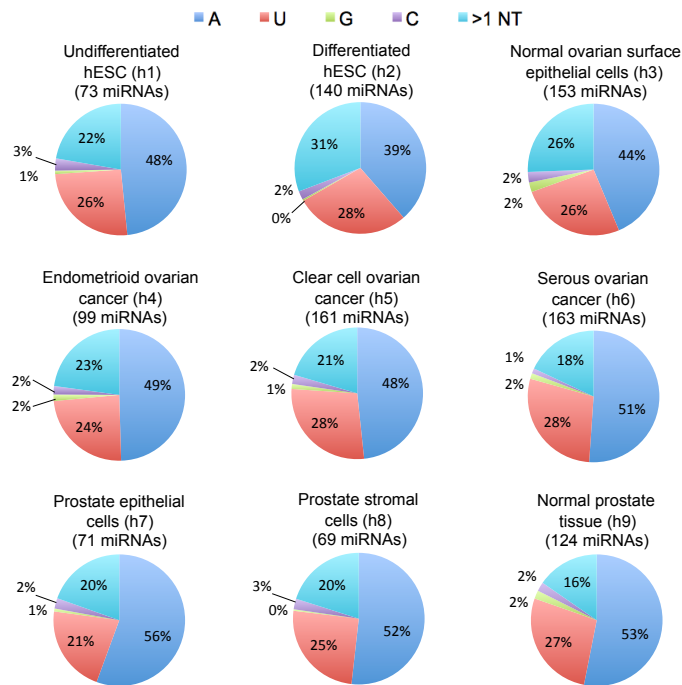 A U G C >1 NT
Undifferentiated
hESC (h1)
(73 miRNAs)
22%
48%
3%
1%
26%
Differentiated
hESC (h2)
(140 miRNAs)
31%
39%
2%
0%
28%
Normal ovarian surface
epithelial cells (h3)
(153 miRNAs)
26%
44%
2%
2%
26%
Endometrioid ovarian
cancer (h4)
(99 miRNAs)
23%
49%
2%
2%
24%
Clear cell ovarian
cancer (h5)
(161 miRNAs)
21%
48%
2%
1%
28%
Serous ovarian
cancer (h6)
(163 miRNAs)
18%
1%
2%
51%
28%
Prostate epithelial
cells (h7)
(71 miRNAs)
20%
2%
1%
56%
21%
Prostate stromal
cells (h8)
(69 miRNAs)
20%
3%
0%
52%
25%
Normal prostate
tissue (h9)
(124 miRNAs)
16%
2%
2%
53%
27%